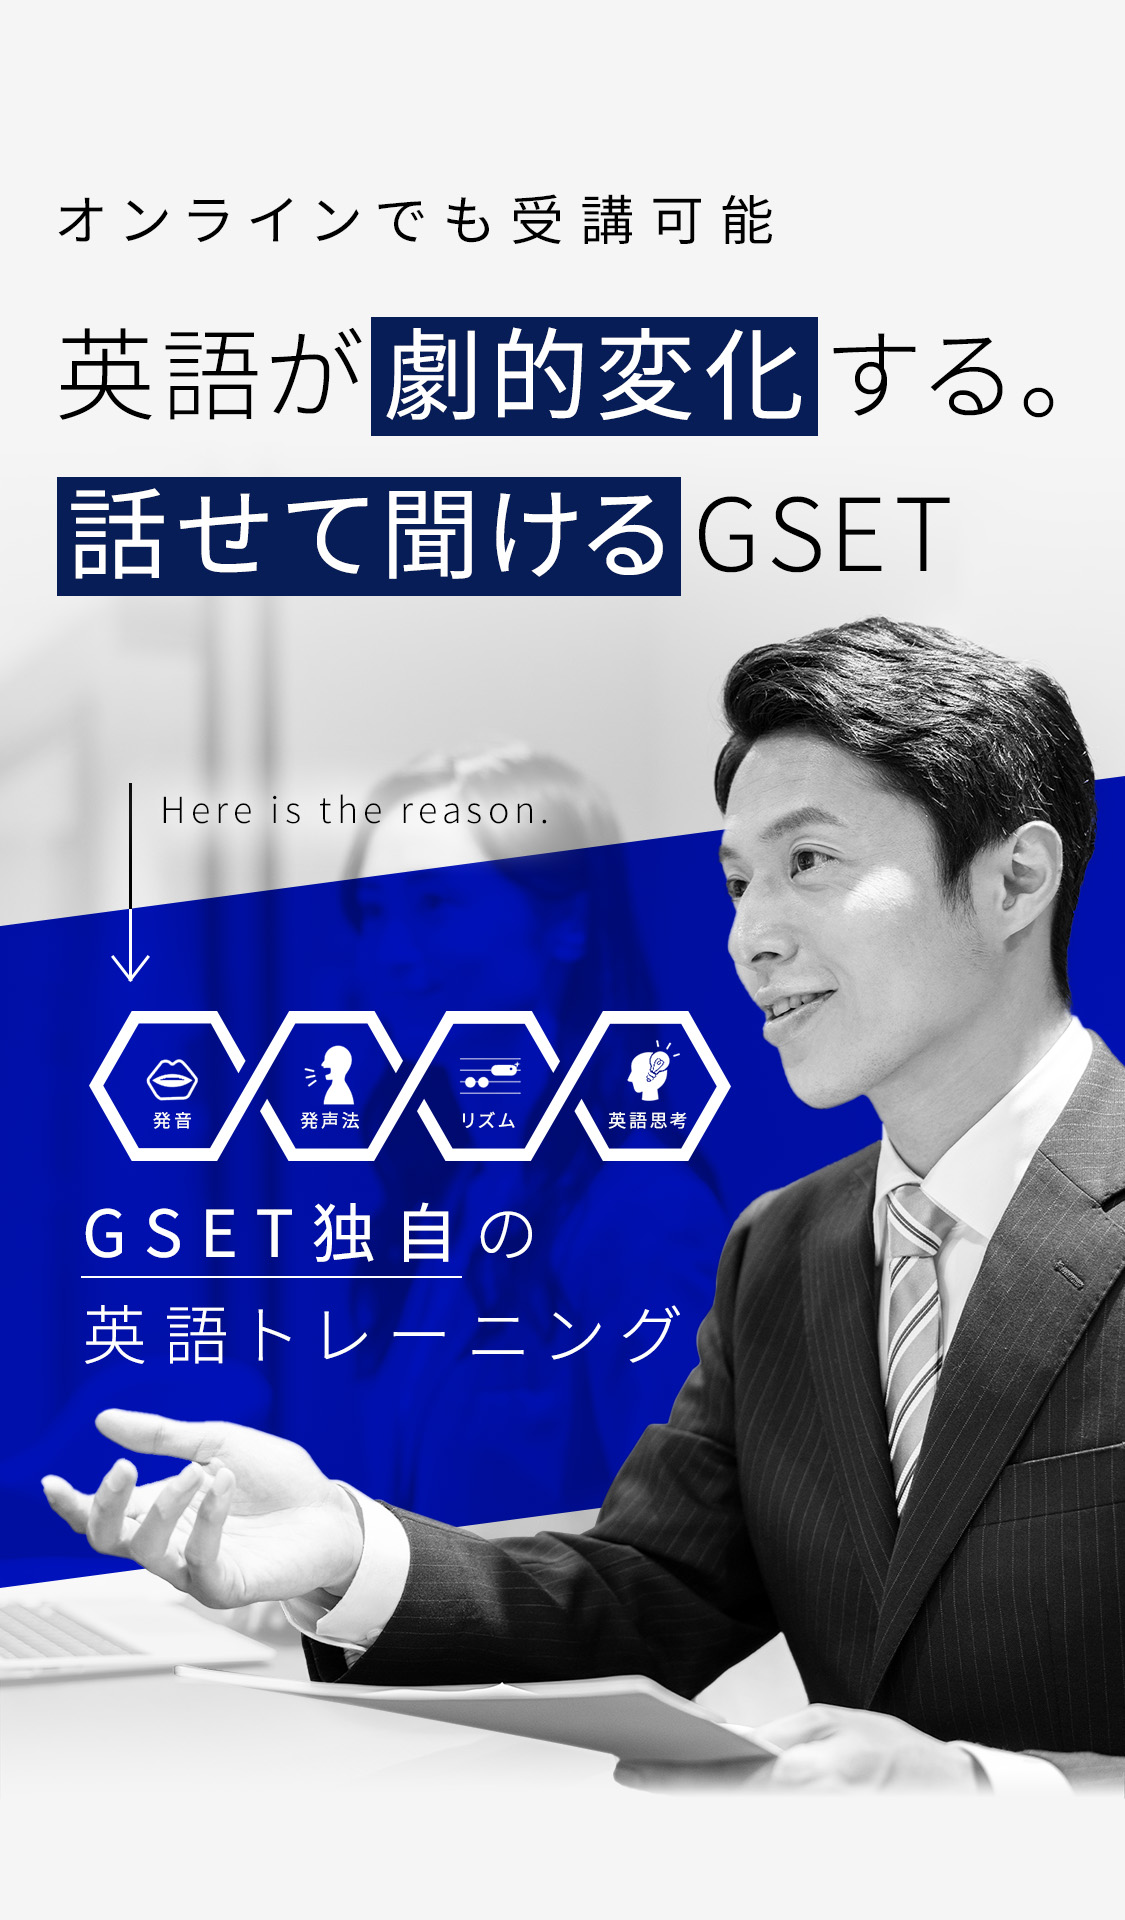 オンラインでも受講可能
英語が劇的変化する。
話せて聞けるGSET
Here is the reason.
発音
発声法
リズム
英語思考
GSET独自の
英語トレーニング